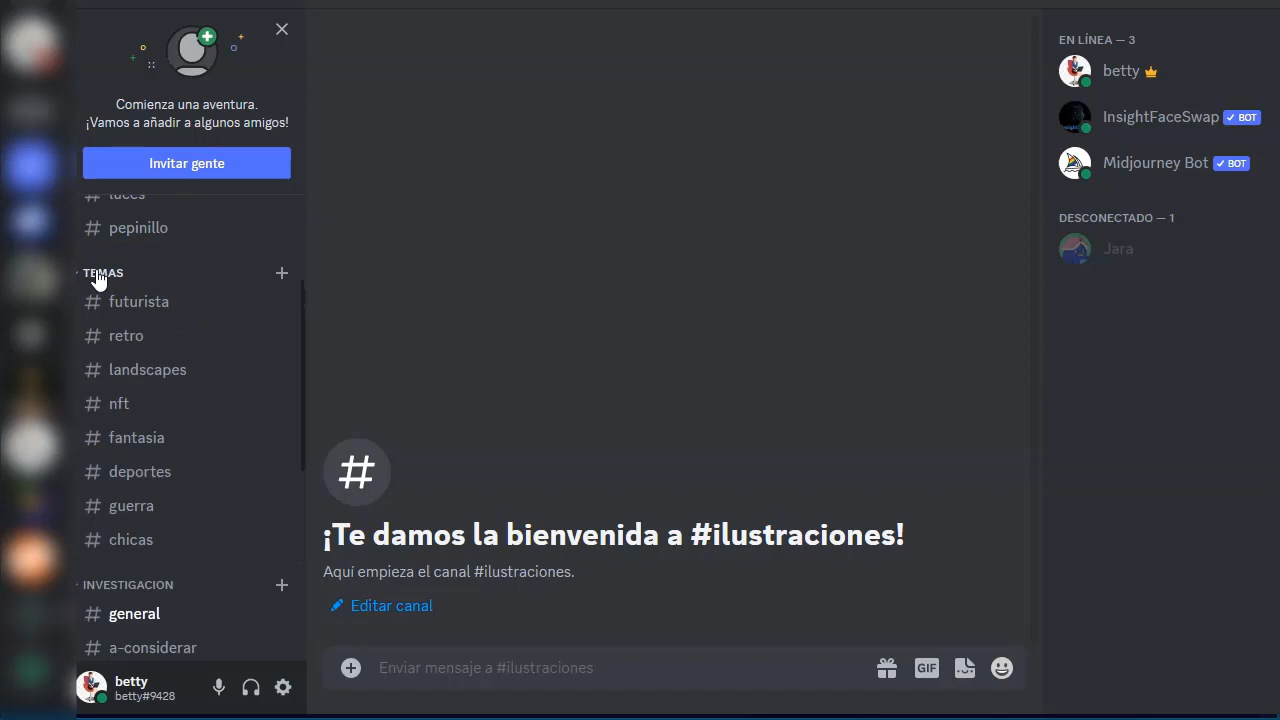 Comienza una aventura.
¡Vamos a añadir a algunos amigos!
Invitar gente
luces
pepinillo
TEMAS
futurista
retro
landscapes
nft
fantasia
deportes
guerra
chicas
INVESTIGACION
general
a-considerar
betty
betty#9428
¡Te damos la bienvenida a #ilustraciones!
Aquí empieza el canal #ilustraciones.
Editar canal
Enviar mensaje a #ilustraciones
GIF
EN LÍNEA — 3
betty
InsightFaceSwap ✓ BOT
Midjourney Bot ✓ BOT
DESCONECTADO — 1
Jara